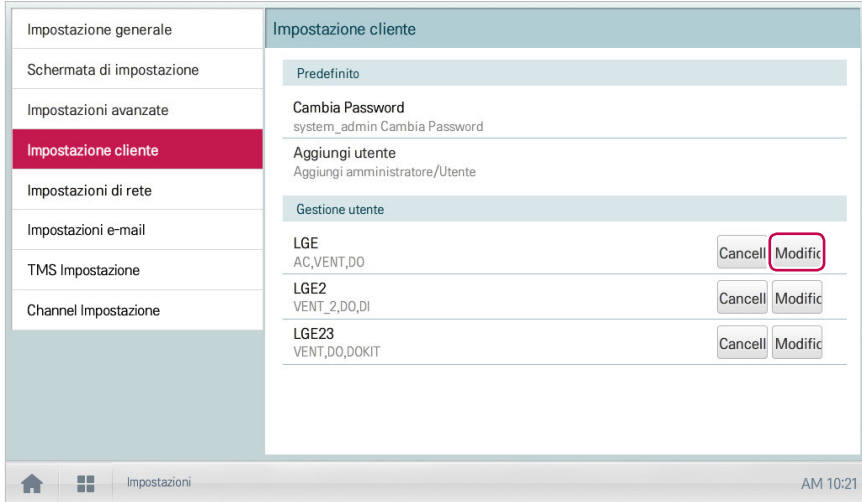 Impostazione generale
Schermata di impostazione
Impostazioni avanzate
Impostazione cliente
Impostazioni di rete
Impostazioni e-mail
TMS Impostazione
Channel Impostazione
Impostazione cliente
Predefinito
Cambia Password
system_admin Cambia Password
Aggiungi utente
Aggiungi amministratore/Utente
Gestione utente
LGE
AC,VENT,DO
Cancell Modific
LGE2
VENT_2,DO,DI
Cancell Modific
LGE23
VENT,DO,DOKIT
Cancell Modific
Impostazioni
AM 10:21